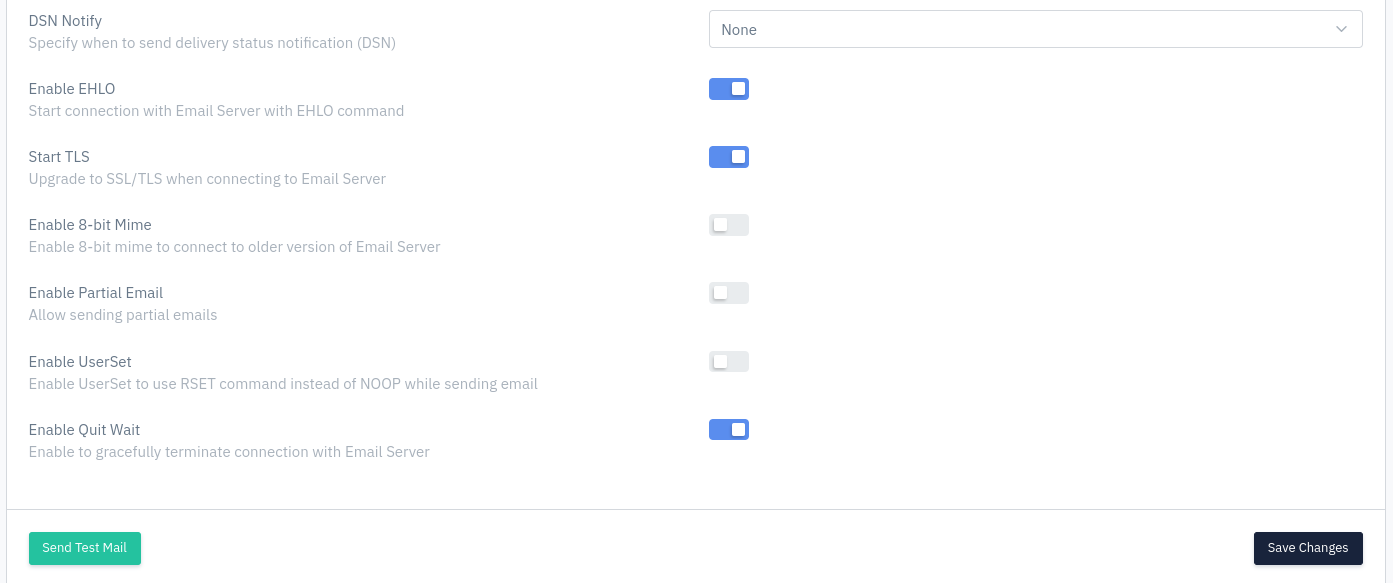 DSN Notify
Specify when to send delivery status notification (DSN)
None
Enable EHLO
Start connection with Email Server with EHLO command
Start TLS
Upgrade to SSL/TLS when connecting to Email Server
Enable 8-bit Mime
Enable 8-bit mime to connect to older version of Email Server
Enable Partial Email
Allow sending partial emails
Enable UserSet
Enable UserSet to use RSET command instead of NOOP while sending email
Enable Quit Wait
Enable to gracefully terminate connection with Email Server
Send Test Mail
Save Changes